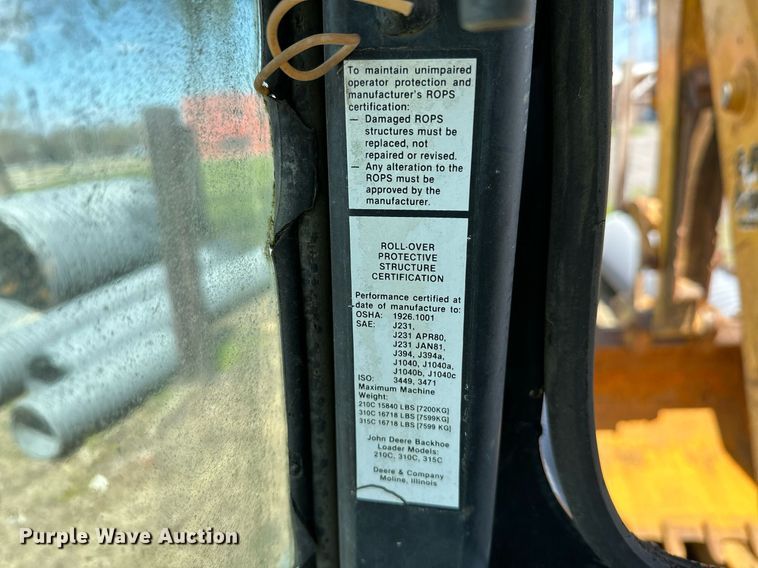 To maintain unimpaired
operator protection and
manufacturer's ROPS
certification:
— Damaged ROPS
structures must be
replaced, not
repaired or revised.
— Any alteration to the
ROPS must be
approved by the
manufacturer.
ROLL-OVER
PROTECTIVE
STRUCTURE
CERTIFICATION
Performance certified at
date of manufacture to:
OSHA: 1926.1001
SAE: J231,
J231 APR80,
J231 JAN81,
J394, J394a,
J1040, J1040a,
J1040b, J1040c
ISO: 3449, 3471
Maximum Machine
Weight:
210C 15840 LBS [7200KG]
310C 16718 LBS [7599KG]
315C 16718 LBS [7599 KG]
John Deere Backhoe
Loader Models:
210C, 310C, 315C
Deere & Company
Moline, Illinois
Purple Wave Auction